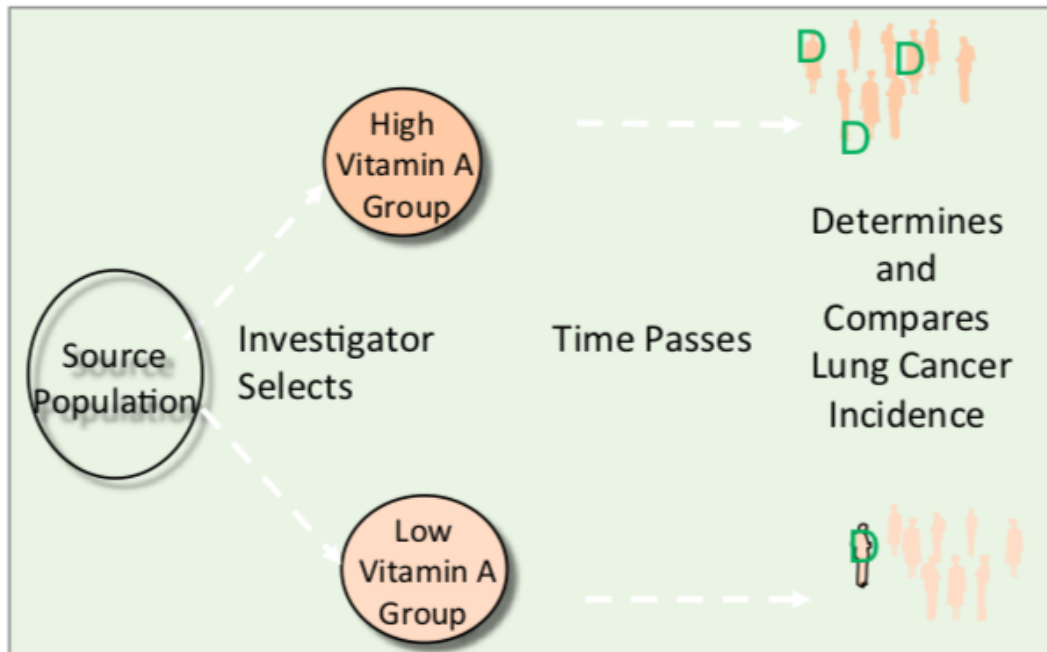 High
Vitamin A
Group
D
D
D
Determines
and
Compares
Lung Cancer
Incidence
Investigator
Selects
Time Passes
Source
Population
Low
Vitamin A
Group
D